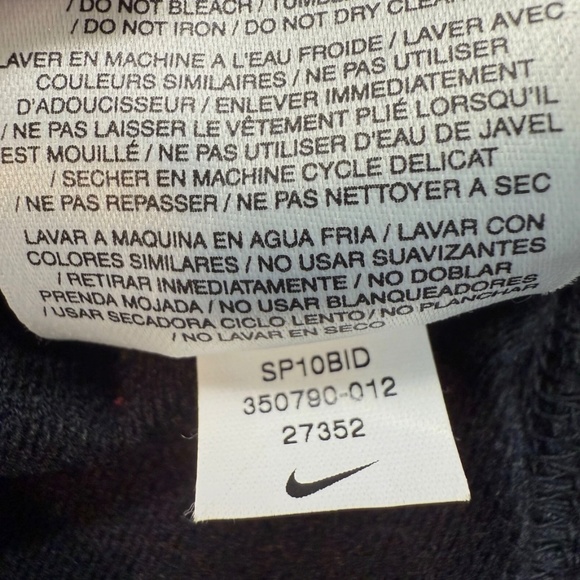 / DO NOT BLEACH / TUMBLE
/ DO NOT IRON / DO NOT DRY CLEAN
LAVER EN MACHINE A L'EAU FROIDE / LAVER AVEC
COULEURS SIMILAIRES / NE PAS UTILISER
D'ADOUCISSEUR / ENLEVER IMMEDIATEMENT
/ NE PAS LAISSER LE VÊTEMENT PLIÉ LORSQU'IL
EST MOUILLÉ / NE PAS UTILISER D'EAU DE JAVEL
/ SECHER EN MACHINE CYCLE DELICAT
/ NE PAS REPASSER / NE PAS NETTOYER A SEC
LAVAR A MAQUINA EN AGUA FRIA / LAVAR CON
COLORES SIMILARES / NO USAR SUAVIZANTES
/ RETIRAR INMEDIATAMENTE / NO DOBLAR
PRENDA MOJADA / NO USAR BLANQUEADORES
/ USAR SECADORA CICLO LENTO / NO PLANCHAR
/ NO LAVAR EN SECO
SP10BID
350790-012
27352